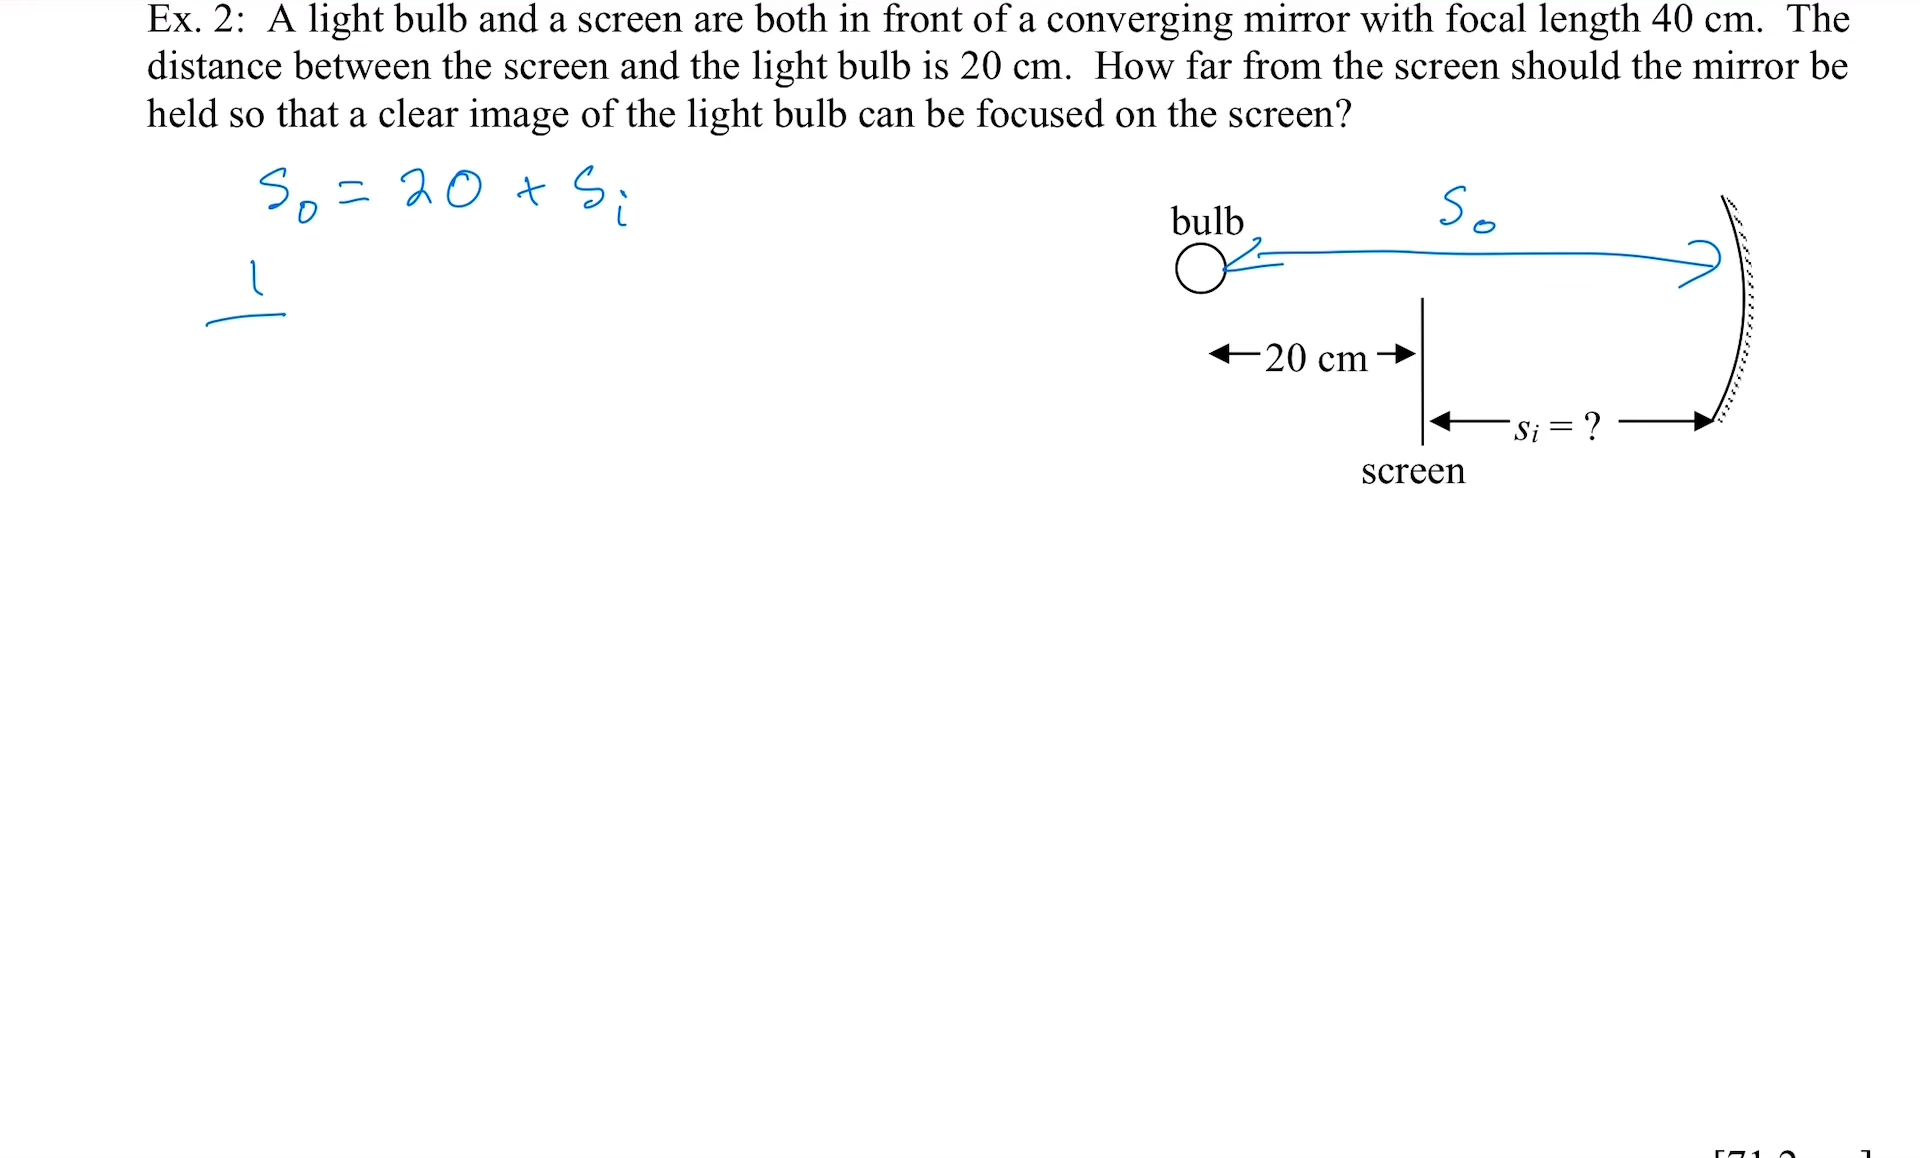 Ex. 2:  A light bulb and a screen are both in front of a converging mirror with focal length 40 cm.  The
distance between the screen and the light bulb is 20 cm.  How far from the screen should the mirror be
held so that a clear image of the light bulb can be focused on the screen?
S₀ = 20 + Sᵢ
1
bulb
S₀
20 cm
sᵢ = ?
screen